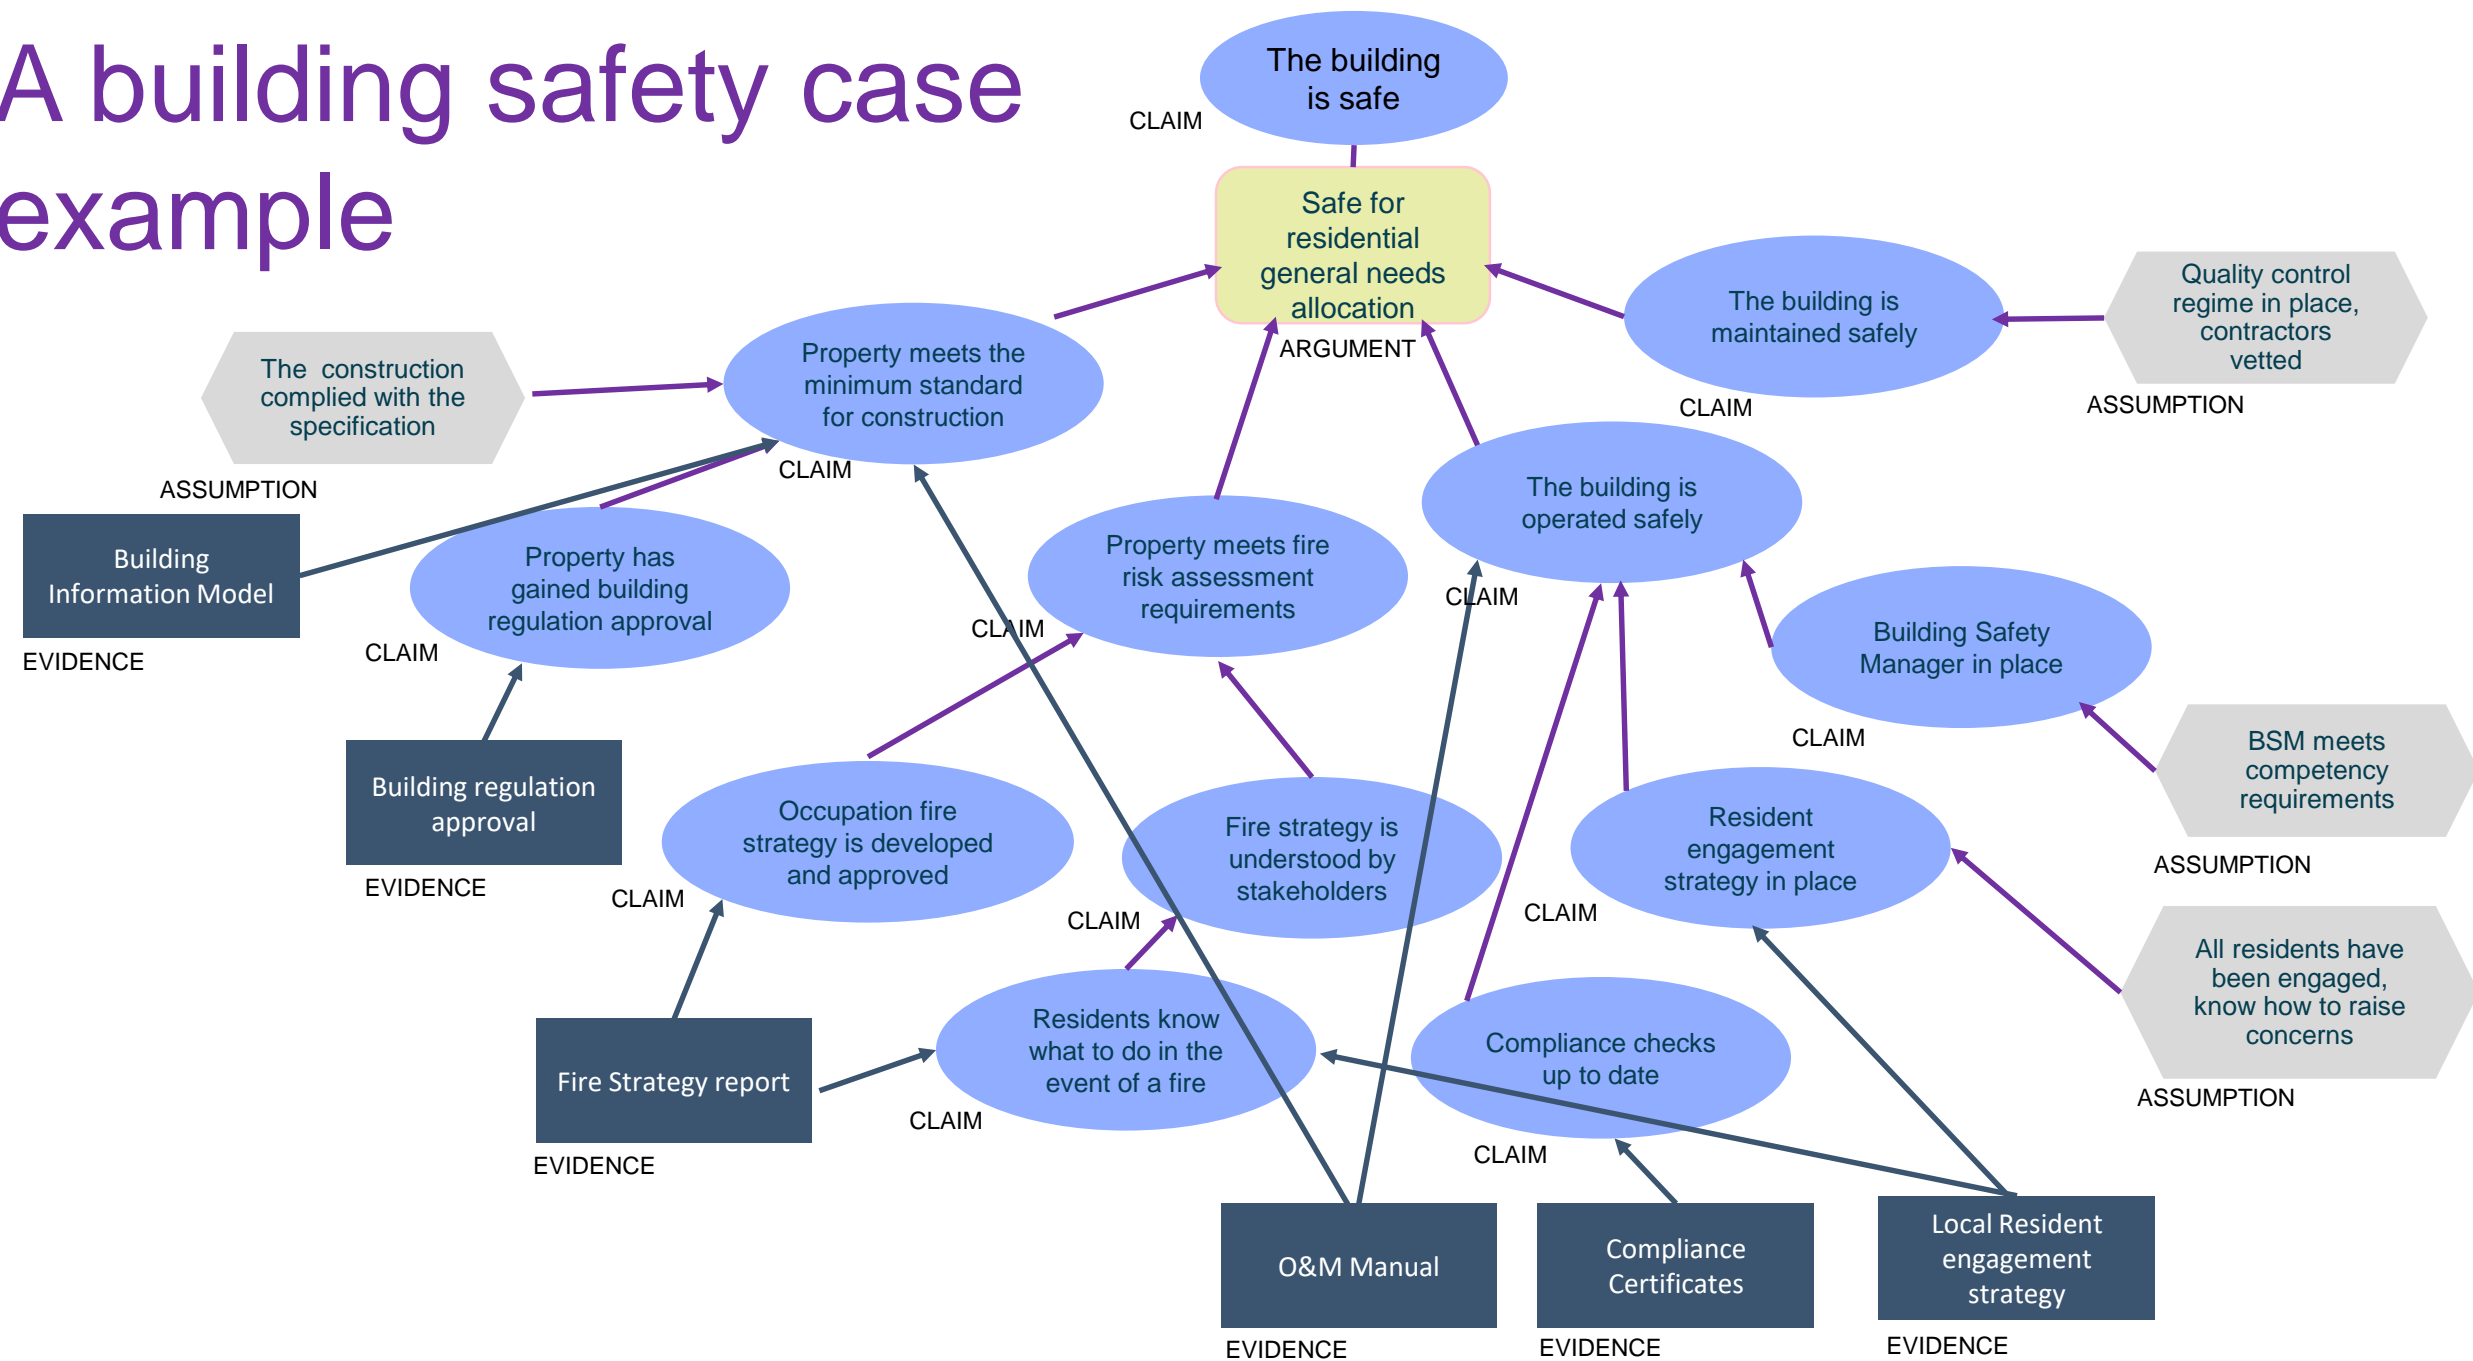 A building safety case
example
The building
is safe
CLAIM
Safe for
residential
general needs
allocation
ARGUMENT
The building is
maintained safely
CLAIM
Quality control
regime in place,
contractors
vetted
ASSUMPTION
The construction
complied with the
specification
ASSUMPTION
Property meets the
minimum standard
for construction
CLAIM
Building
Information Model
EVIDENCE
Property has
gained building
regulation approval
CLAIM
Property meets fire
risk assessment
requirements
CLAIM
The building is
operated safely
CLAIM
Building Safety
Manager in place
CLAIM
BSM meets
competency
requirements
ASSUMPTION
Building regulation
approval
EVIDENCE
Occupation fire
strategy is developed
and approved
CLAIM
Fire strategy is
understood by
stakeholders
CLAIM
Resident
engagement
strategy in place
CLAIM
All residents have
been engaged,
know how to raise
concerns
ASSUMPTION
Fire Strategy report
EVIDENCE
Residents know
what to do in the
event of a fire
CLAIM
Compliance checks
up to date
CLAIM
O&M Manual
EVIDENCE
Compliance
Certificates
EVIDENCE
Local Resident
engagement
strategy
EVIDENCE